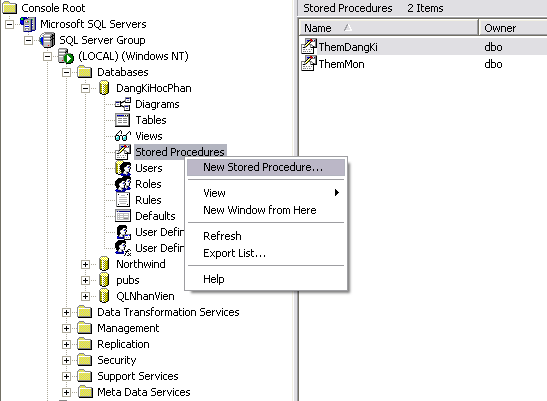 Console Root
Microsoft SQL Servers
SQL Server Group
(LOCAL) (Windows NT)
Databases
DangKiHocPhan
Diagrams
Tables
Views
Stored Procedures
Users
Roles
Rules
Defaults
User Defin
User Defin
Northwind
pubs
QLNhanVien
Data Transformation Services
Management
Replication
Security
Support Services
Meta Data Services
New Stored Procedure...
View
New Window from Here
Refresh
Export List...
Help
Stored Procedures 2 Items
Name Owner
ThemDangKi dbo
ThemMon dbo